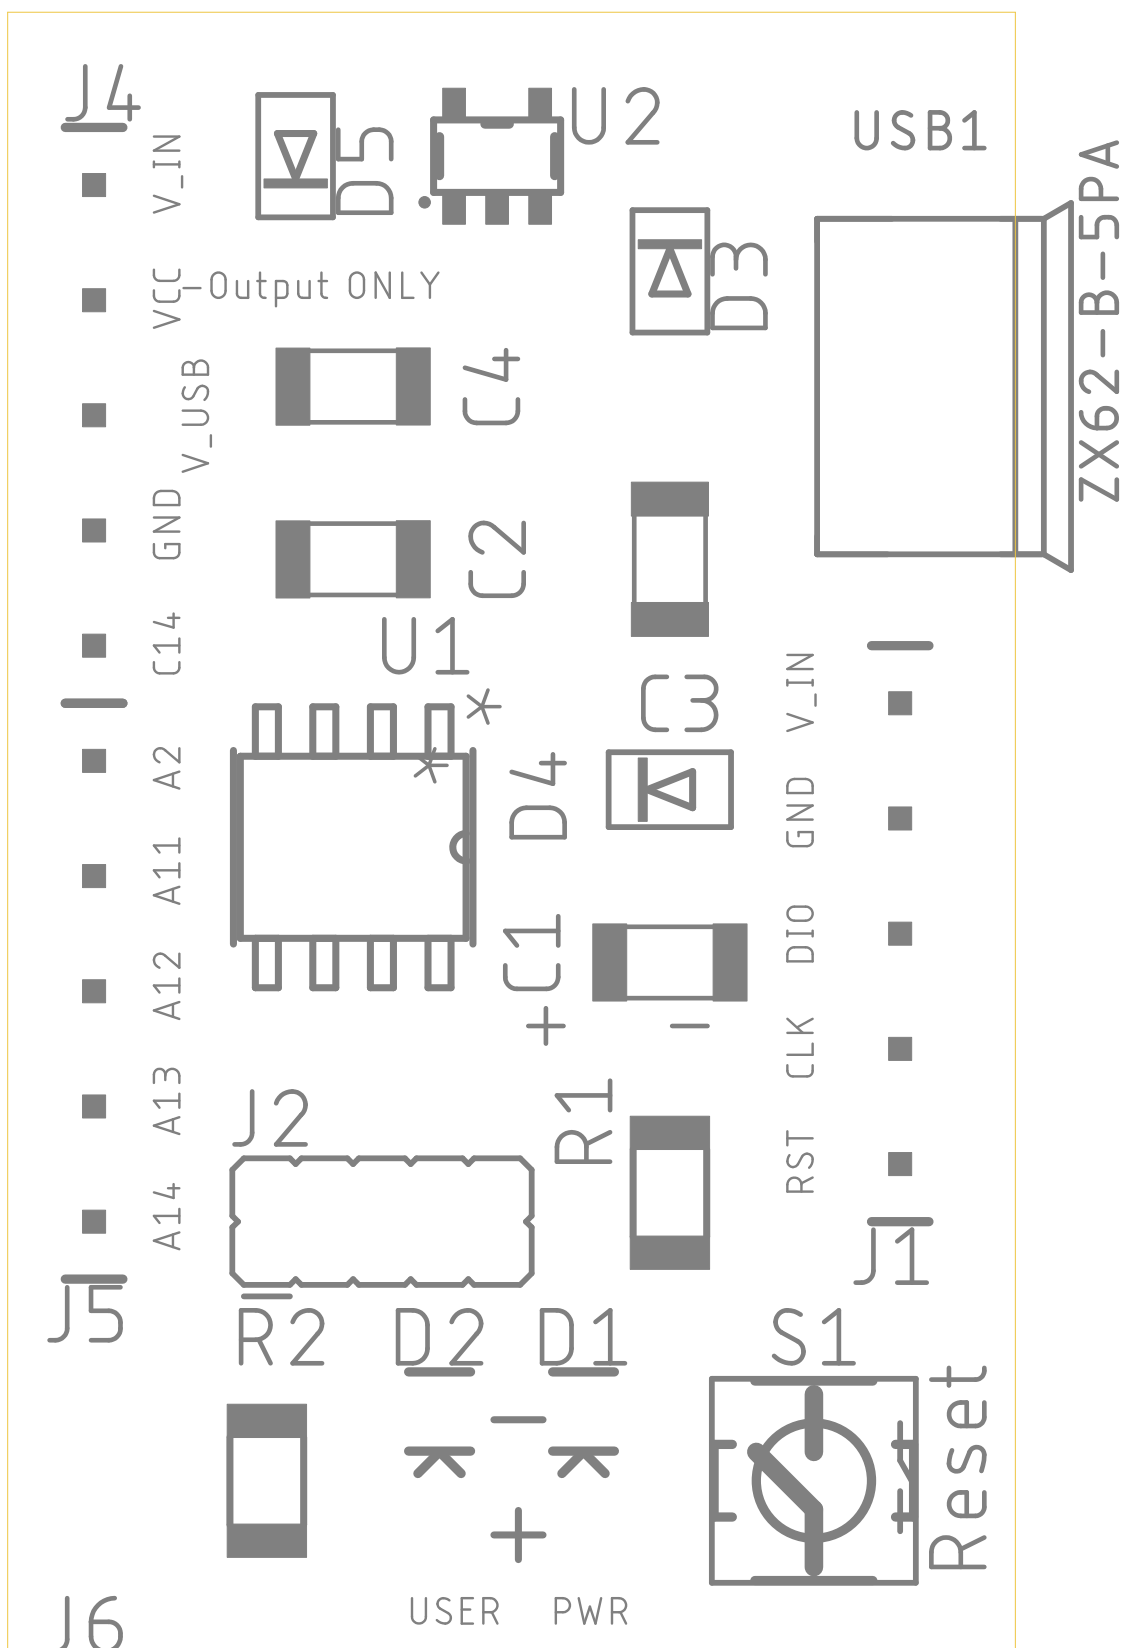 J4
U2
USB1
V_IN
D5
ZX62-B-5PA
D3
VCC
-Output ONLY
V_USB
C4
GND
C2
C14
U1
V_IN
C3
*
*
A2
D4
GND
A11
DIO
C1
A12
+
-
CLK
A13
R1
J2
RST
A14
J1
J5
R2
D2
D1
S1
Reset
-
+
USER
PWR
J6